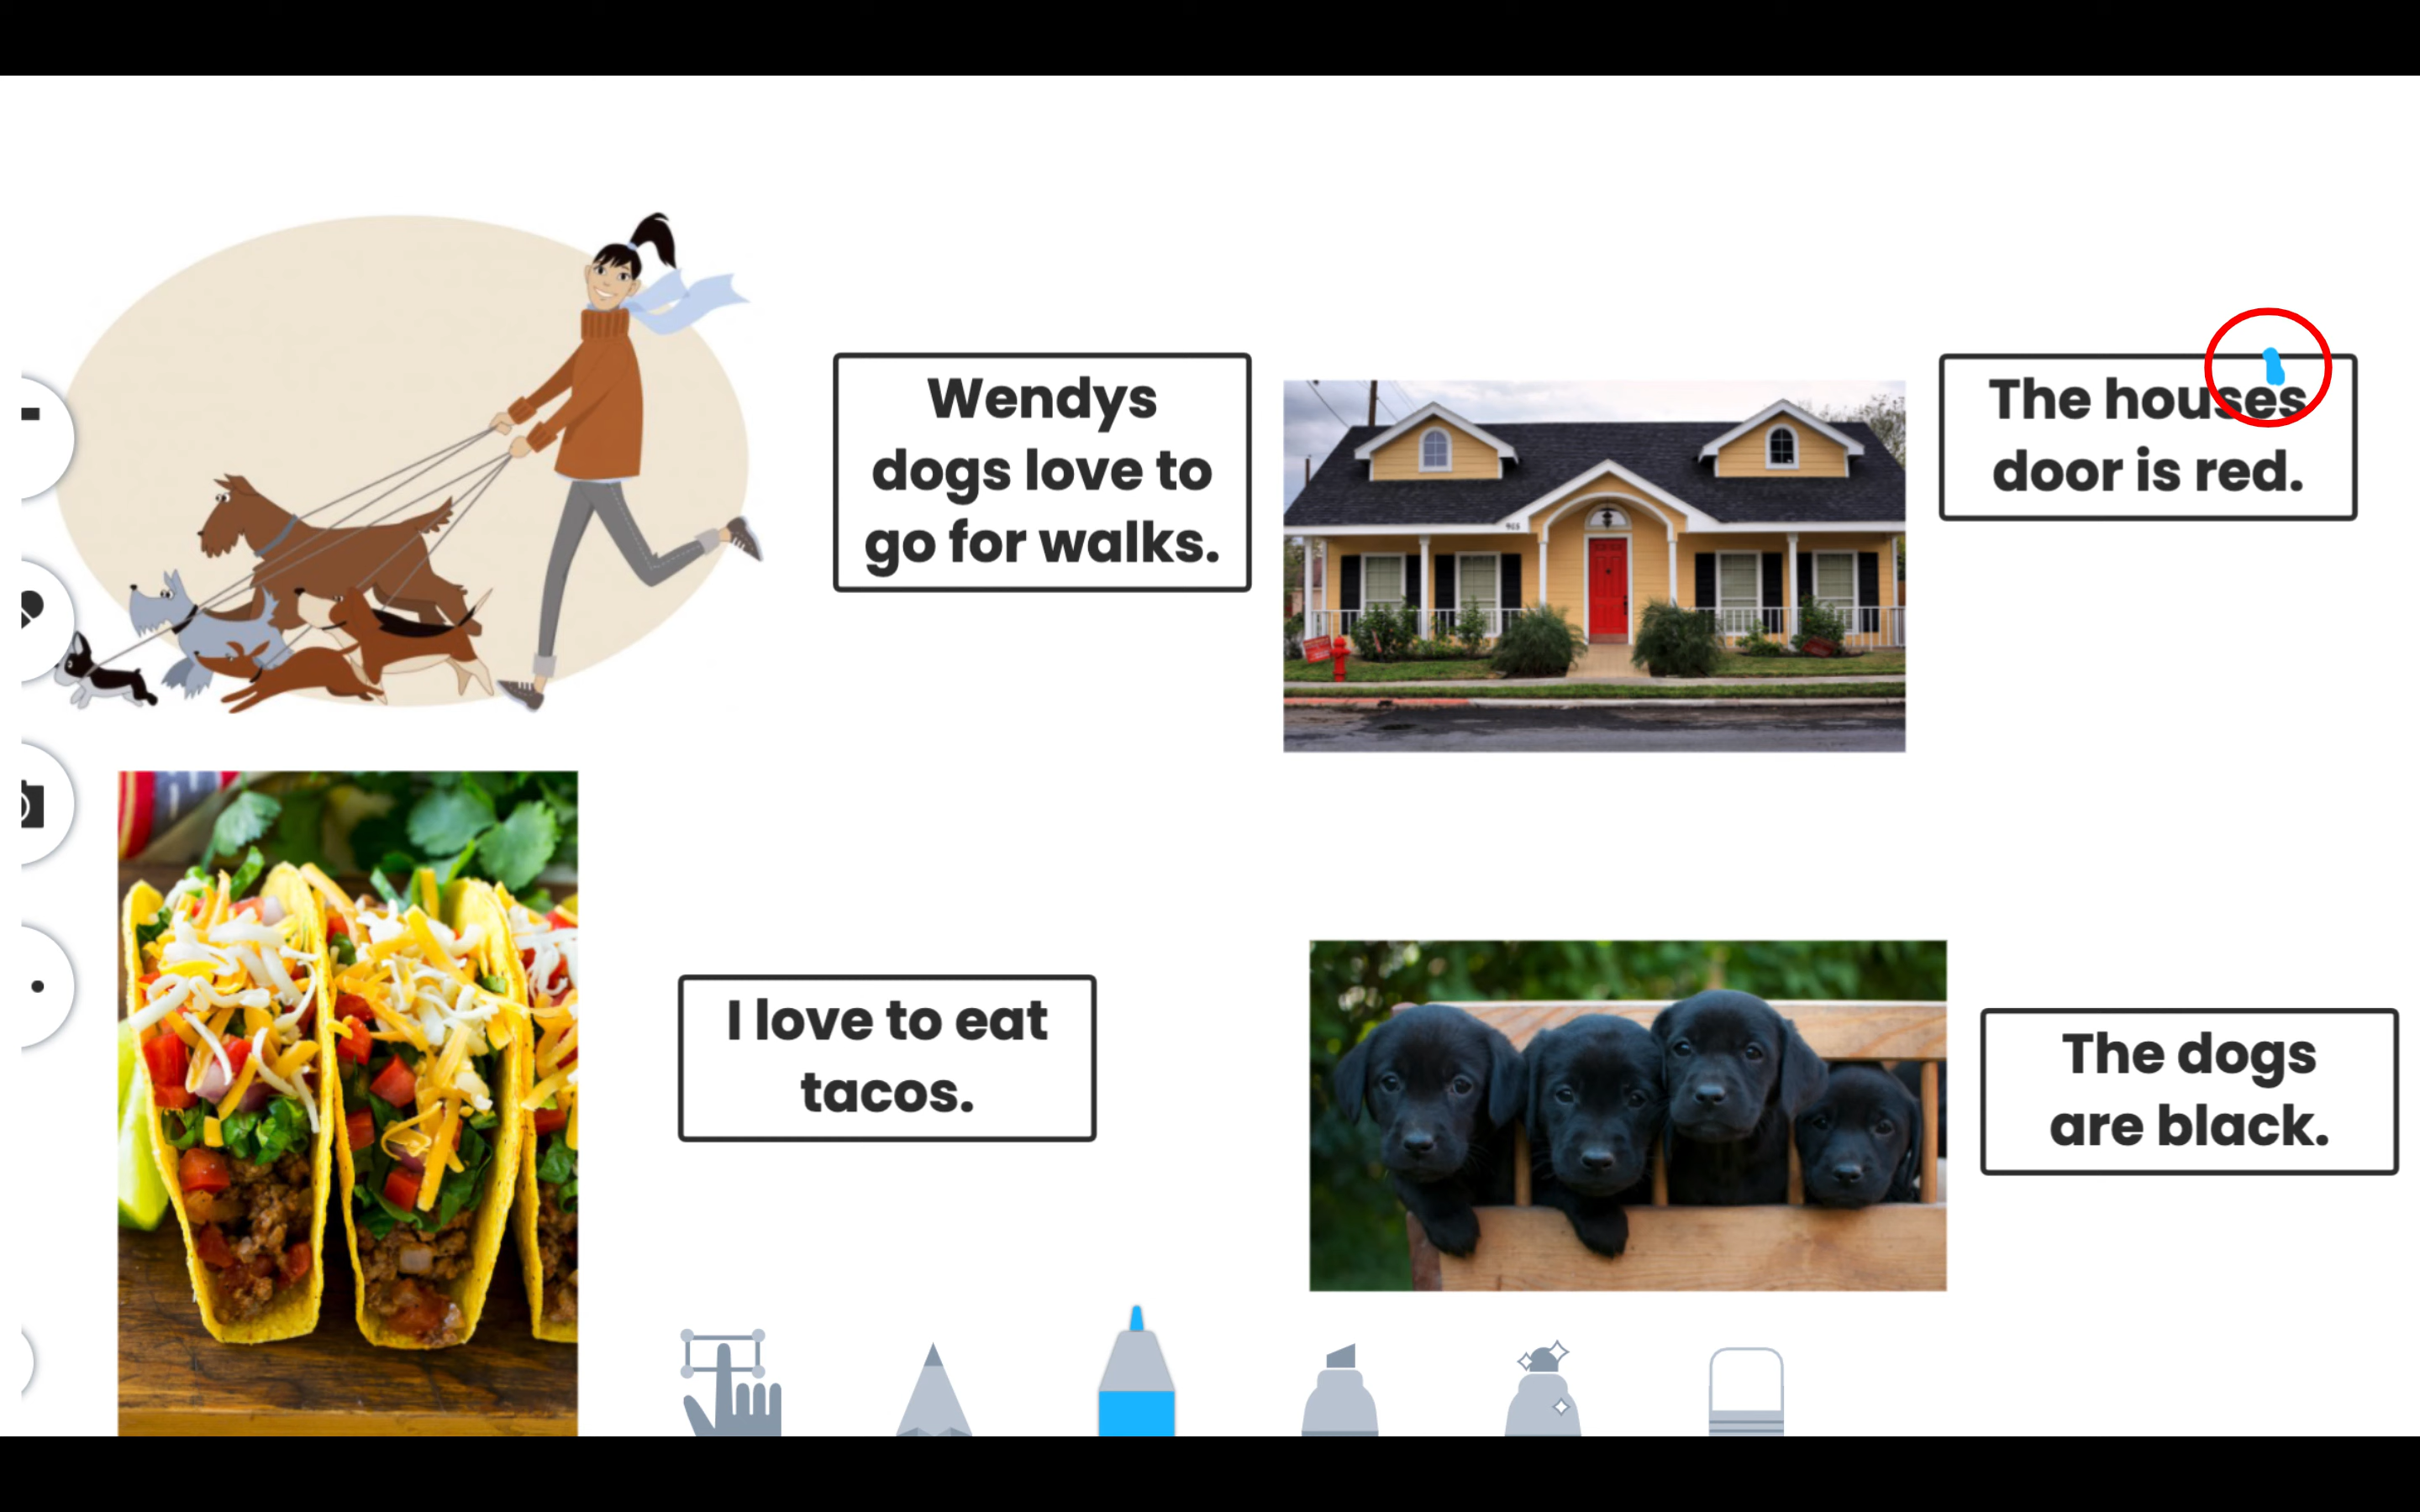 Wendys
dogs love to
go for walks.
The house's
door is red.
I love to eat
tacos.
The dogs
are black.